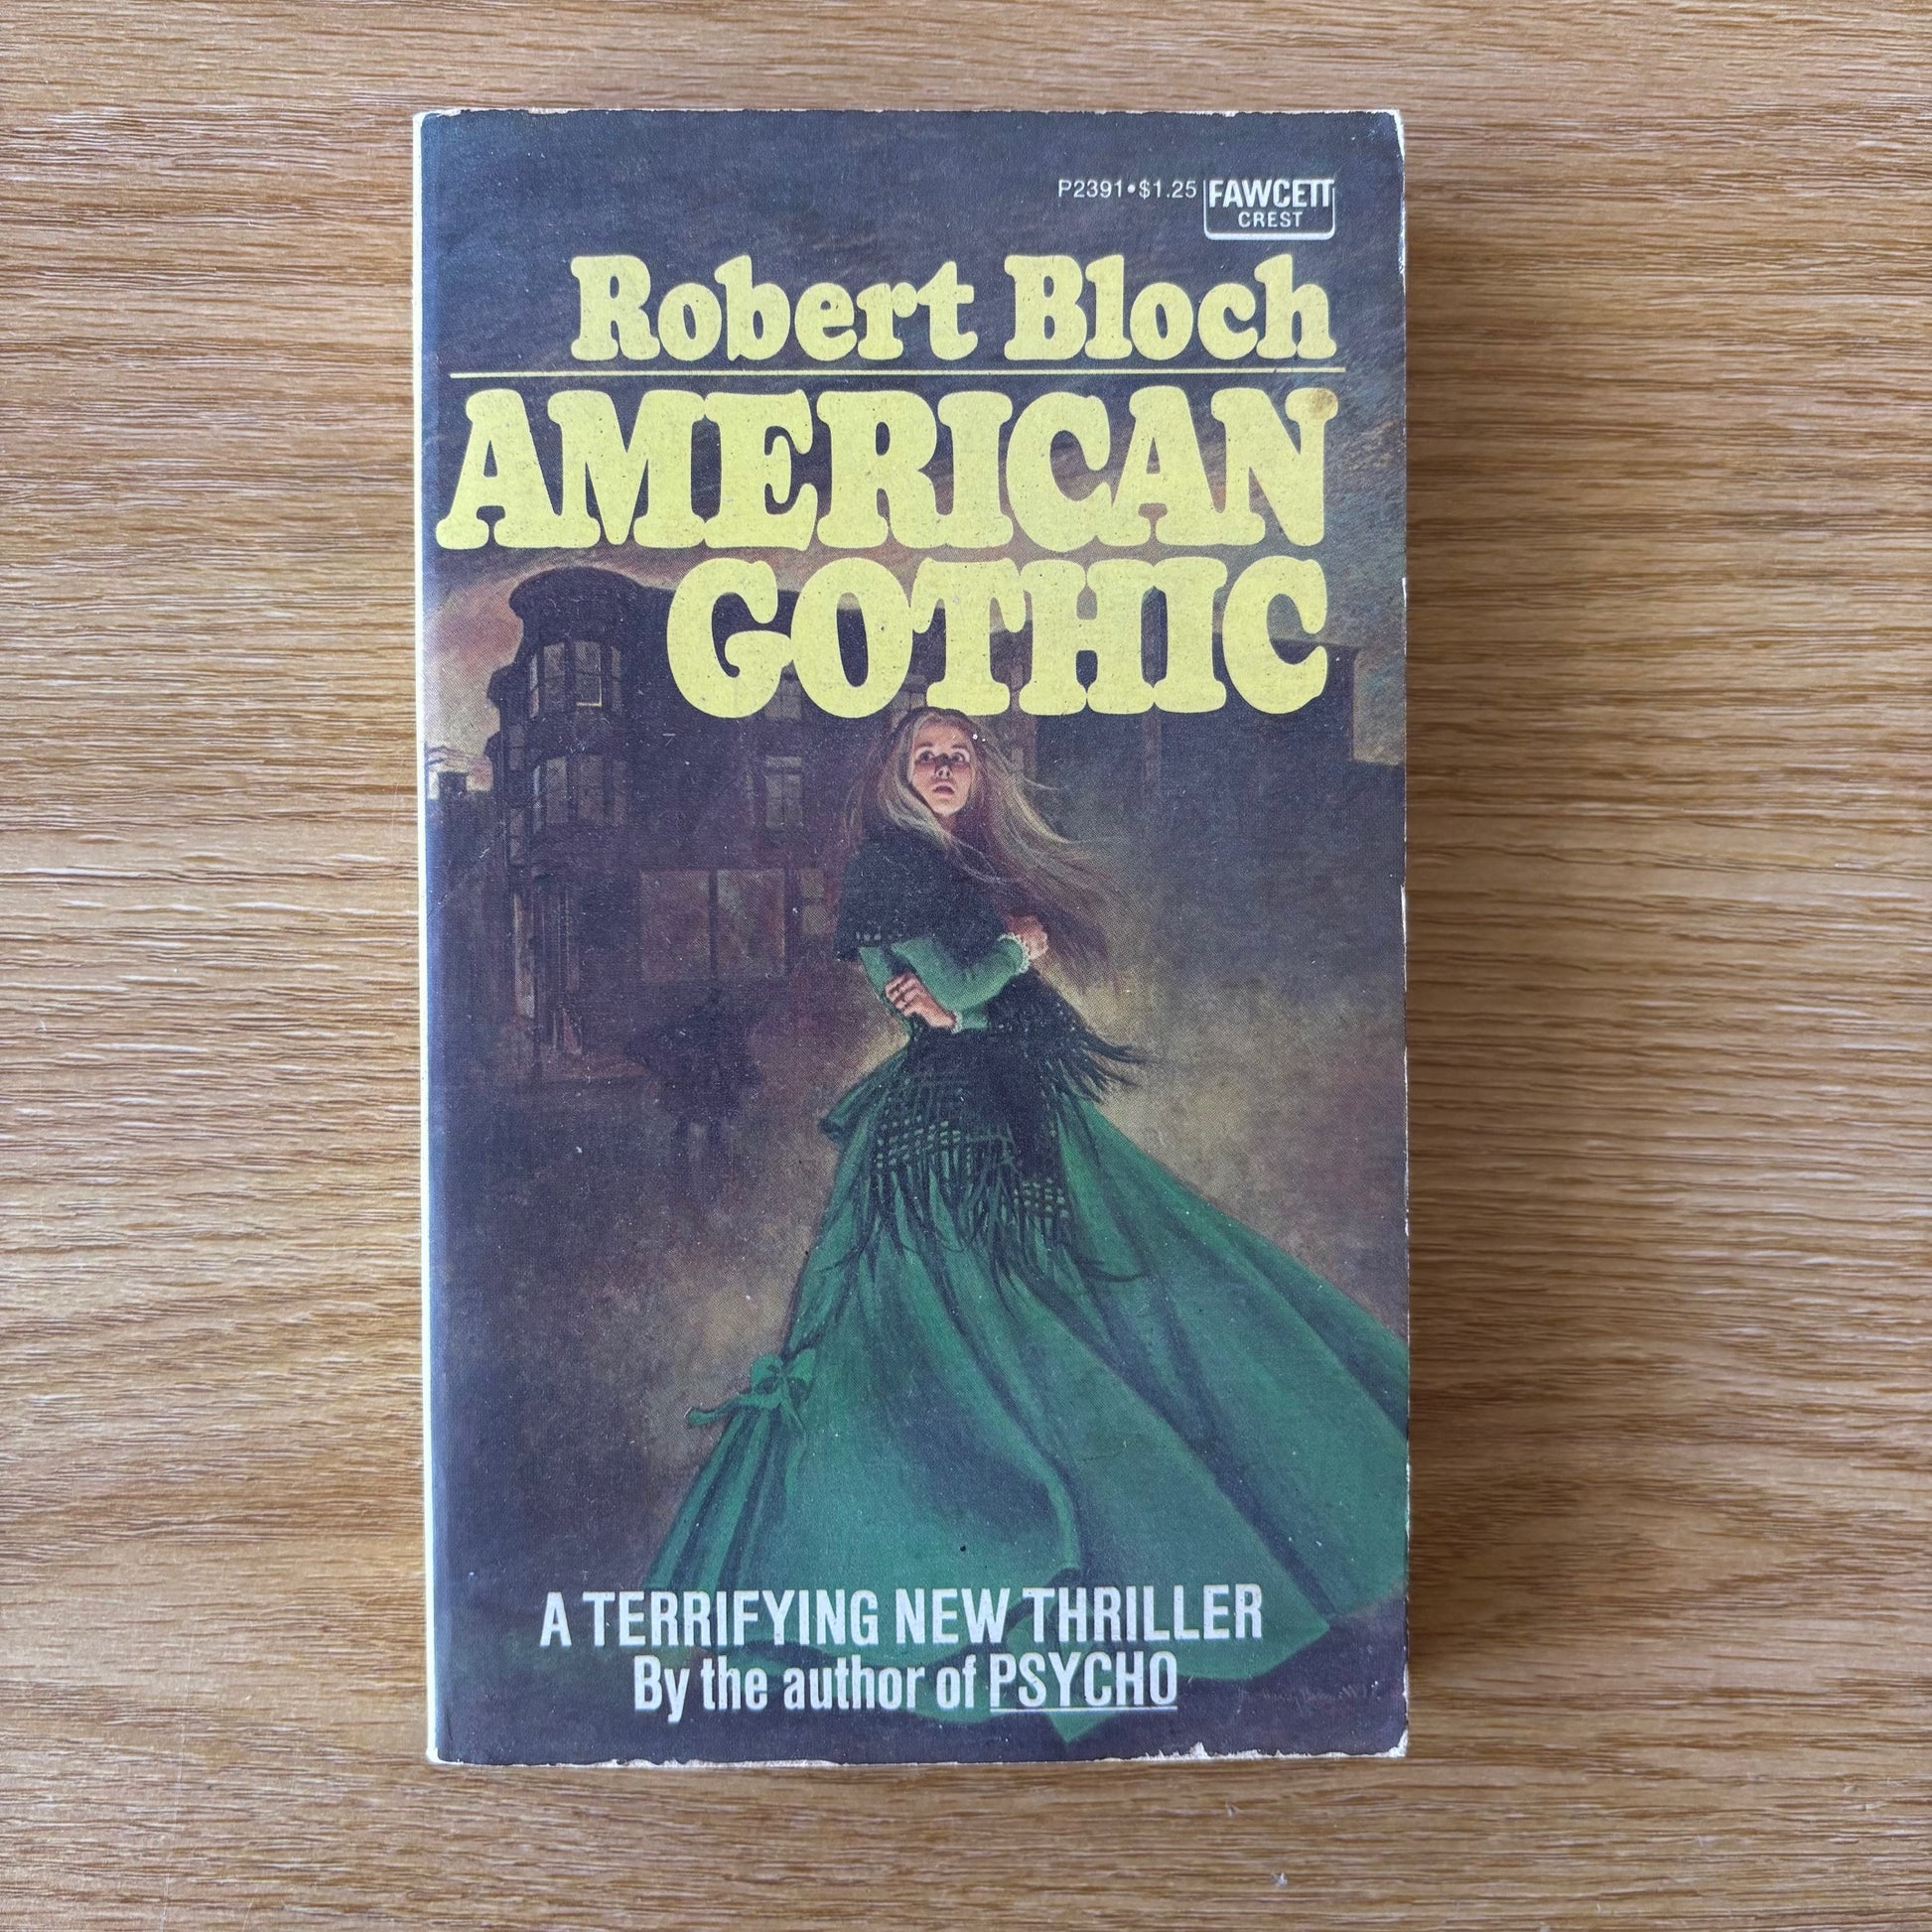 P2391•$1.25 FAWCETT
CREST
Robert Bloch
AMERICAN
GOTHIC
A TERRIFYING NEW THRILLER
By the author of PSYCHO